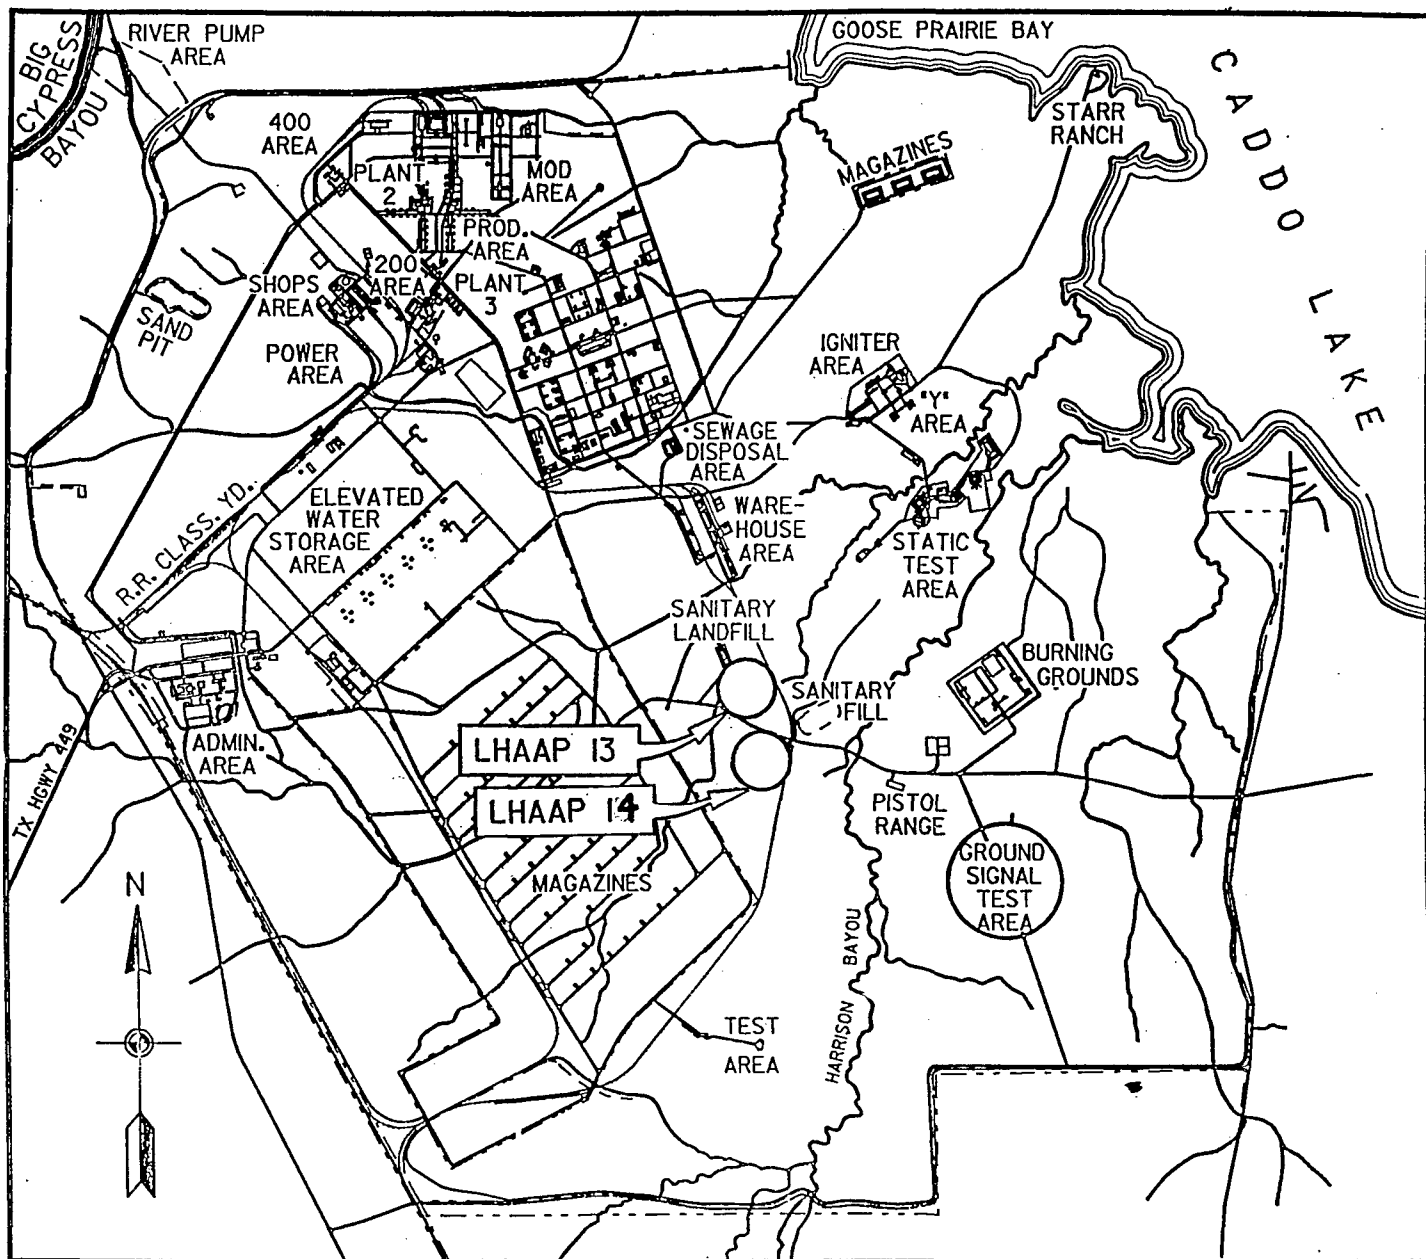 BIG
CYPRESS
BAYOU
RIVER PUMP
AREA
GOOSE PRAIRIE BAY
CADDO LAKE
STARR
RANCH
400
AREA
PLANT
2
MOD
AREA
MAGAZINES
PROD.
AREA
200
AREA
PLANT
3
SHOPS
AREA
SAND
PIT
POWER
AREA
IGNITER
AREA
"Y"
AREA
SEWAGE
DISPOSAL
AREA
R.R. CLASS. YD.
ELEVATED
WATER
STORAGE
AREA
WARE-
HOUSE
AREA
STATIC
TEST
AREA
SANITARY
LANDFILL
BURNING
GROUNDS
SANITARY
FILL
LHAAP 13
LHAAP 14
ADMIN.
AREA
TX HGWY 449
PISTOL
RANGE
GROUND
SIGNAL
TEST
AREA
MAGAZINES
N
HARRISON BAYOU
TEST
AREA